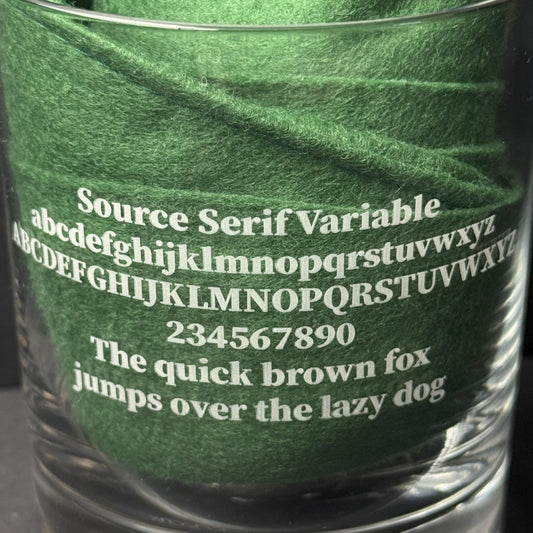 Source Serif Variable
abcdefghijklmnopqrstuvwxyz
ABCDEFGHIJKLMNOPQRSTUVWXYZ
234567890
The quick brown fox
jumps over the lazy dog